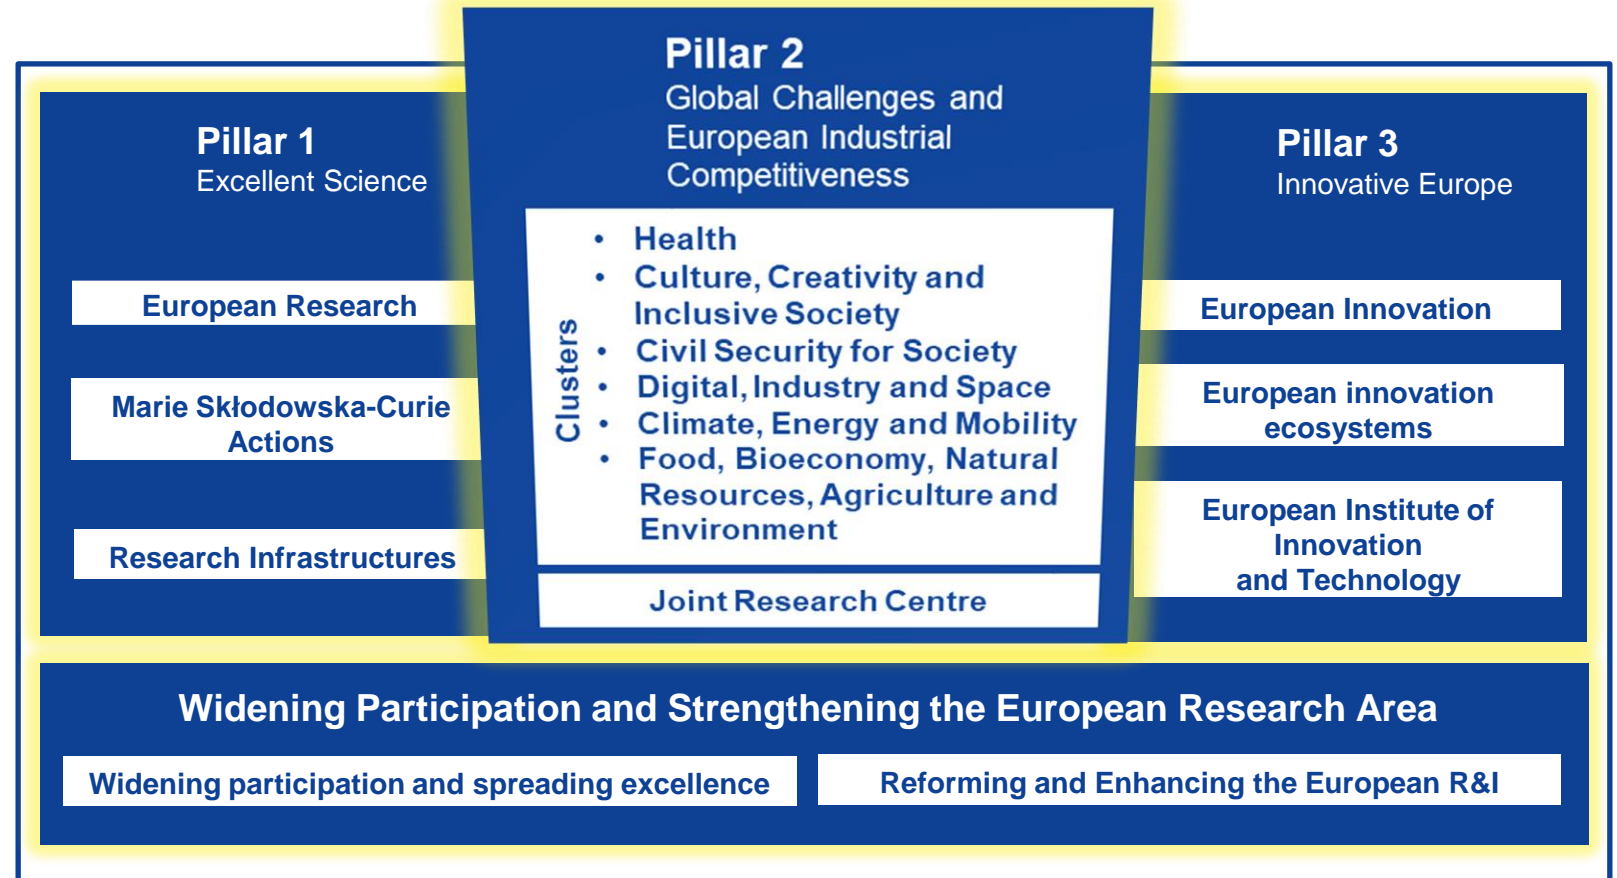 Pillar 1
Excellent Science
European Research
Marie Skłodowska-Curie
Actions
Research Infrastructures
Pillar 2
Global Challenges and
European Industrial
Competitiveness
Clusters
• Health
• Culture, Creativity and
Inclusive Society
• Civil Security for Society
• Digital, Industry and Space
• Climate, Energy and Mobility
• Food, Bioeconomy, Natural
Resources, Agriculture and
Environment
Joint Research Centre
Pillar 3
Innovative Europe
European Innovation
European innovation
ecosystems
European Institute of
Innovation
and Technology
Widening Participation and Strengthening the European Research Area
Widening participation and spreading excellence
Reforming and Enhancing the European R&I